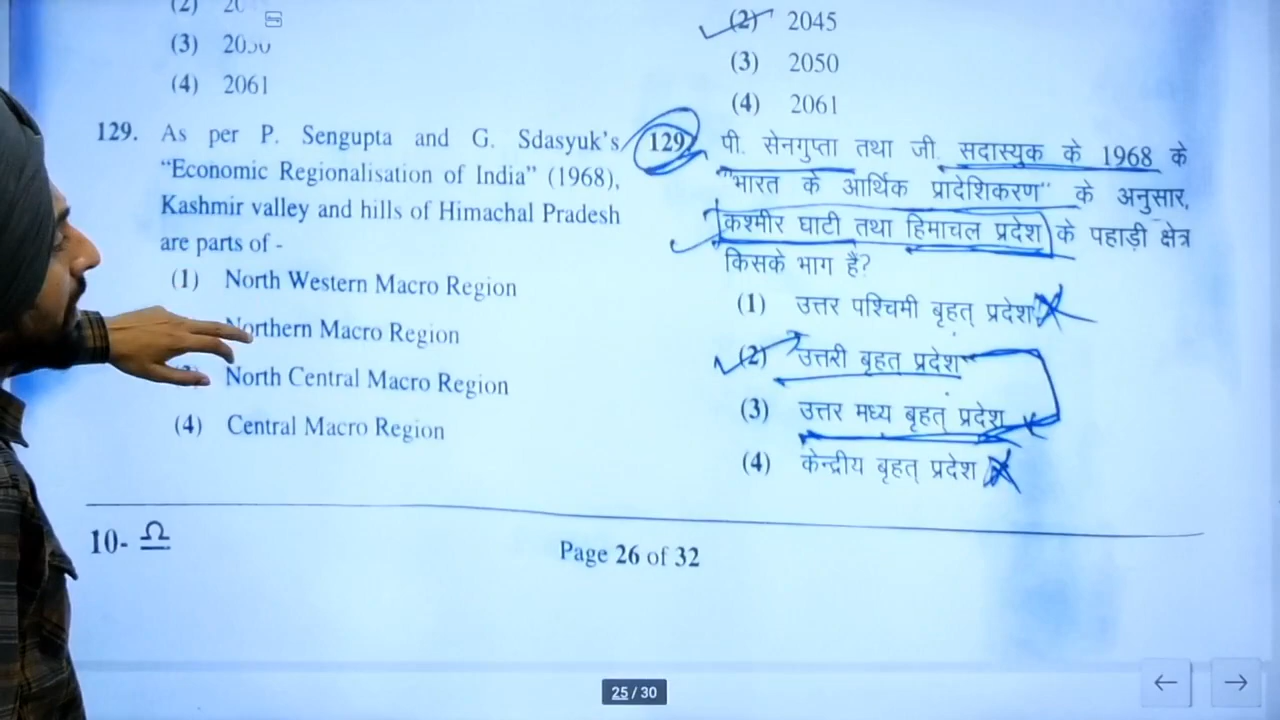 (2)
(3)
(4) 2061
129. As per P. Sengupta and G. Sdasyuk's
“Economic Regionalisation of India” (1968),
Kashmir valley and hills of Himachal Pradesh
are parts of -
(1) North Western Macro Region
Northern Macro Region
North Central Macro Region
(4) Central Macro Region
(2) 2045
(3) 2050
(4) 2061
129. पी. सेनगुप्ता तथा जी. सदास्युक के 1968 के
“भारत के आर्थिक प्रादेशिकरण” के अनुसार,
कश्मीर घाटी तथा हिमाचल प्रदेश के पहाड़ी क्षेत्र
किसके भाग हैं?
(1) उत्तर पश्चिमी बृहत् प्रदेश
(2) उत्तरी बृहत् प्रदेश
(3) उत्तर मध्य बृहत् प्रदेश
(4) केन्द्रीय बृहत् प्रदेश
10- Ω
Page 26 of 32
25 / 30